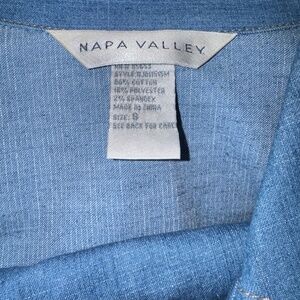 NAPA VALLEY
80% COTTON
18% POLYESTER
2% SPANDEX
MADE IN CHINA
SIZE: S
SEE BACK FOR CARE